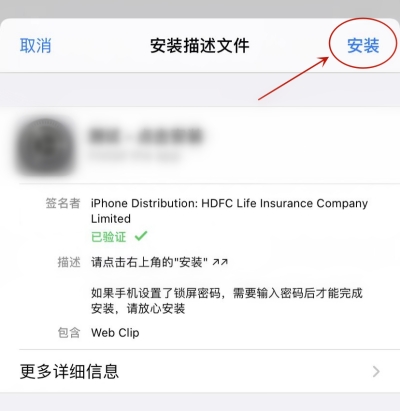 取消 安装描述文件 安装
签名者 iPhone Distribution: HDFC Life Insurance Company
Limited
已验证 ✓
描述 请点击右上角的"安装" ↗↗
如果手机设置了锁屏密码，需要输入密码后才能完成
安装，请放心安装
包含 Web Clip
更多详细信息